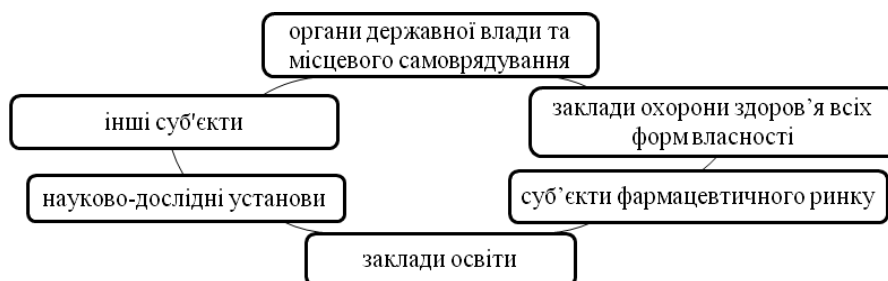 органи державної влади та
місцевого самоврядування
інші суб'єкти
заклади охорони здоров’я всіх
форм власності
науково-дослідні установи
суб’єкти фармацевтичного ринку
заклади освіти